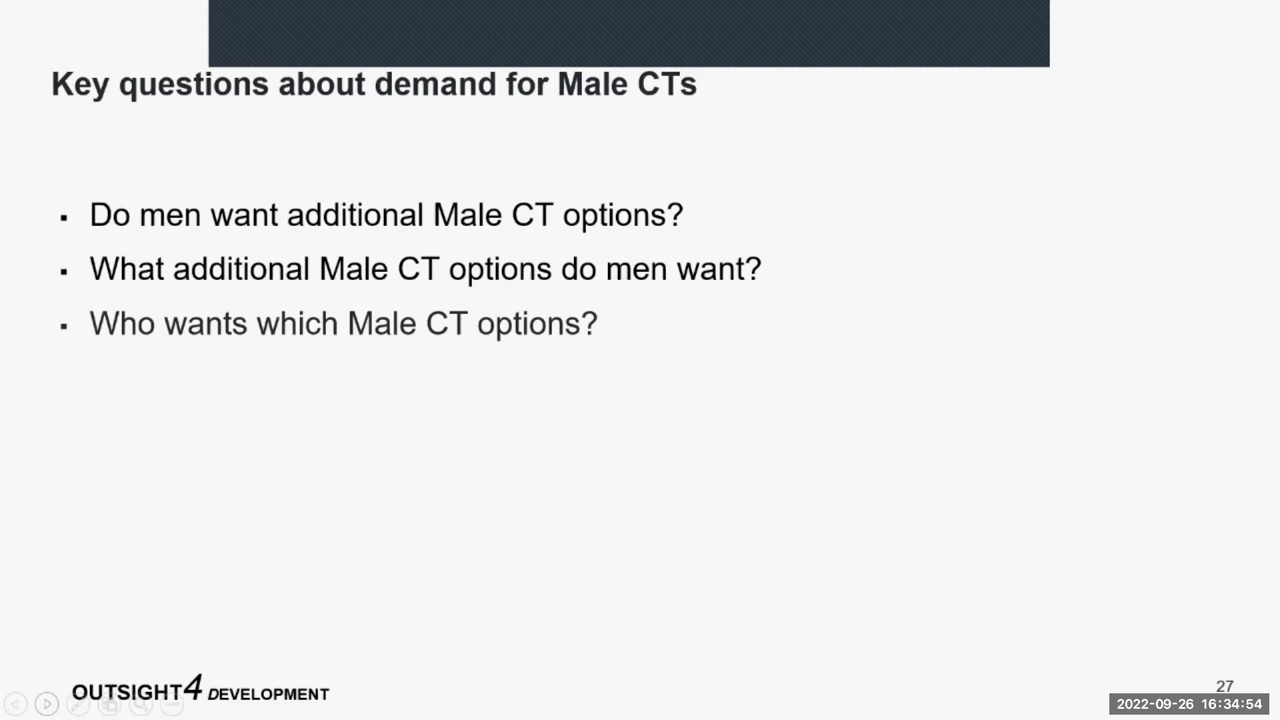 Key questions about demand for Male CTs
▪ Do men want additional Male CT options?
▪ What additional Male CT options do men want?
▪ Who wants which Male CT options?
OUTSIGHT4 DEVELOPMENT
27
2022-09-26 16:34:54